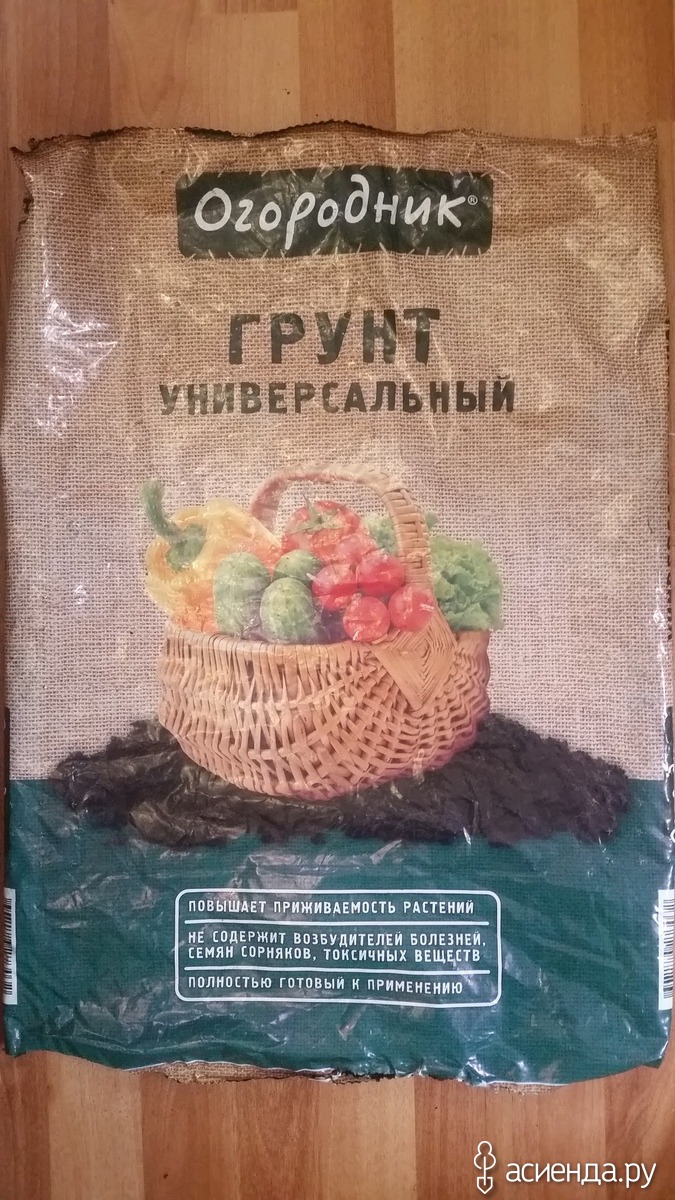 Огородник®
ГРУНТ
УНИВЕРСАЛЬНЫЙ
ПОВЫШАЕТ ПРИЖИВАЕМОСТЬ РАСТЕНИЙ
НЕ СОДЕРЖИТ ВОЗБУДИТЕЛЕЙ БОЛЕЗНЕЙ,
СЕМЯН СОРНЯКОВ, ТОКСИЧНЫХ ВЕЩЕСТВ
ПОЛНОСТЬЮ ГОТОВЫЙ К ПРИМЕНЕНИЮ
асиенда.ру